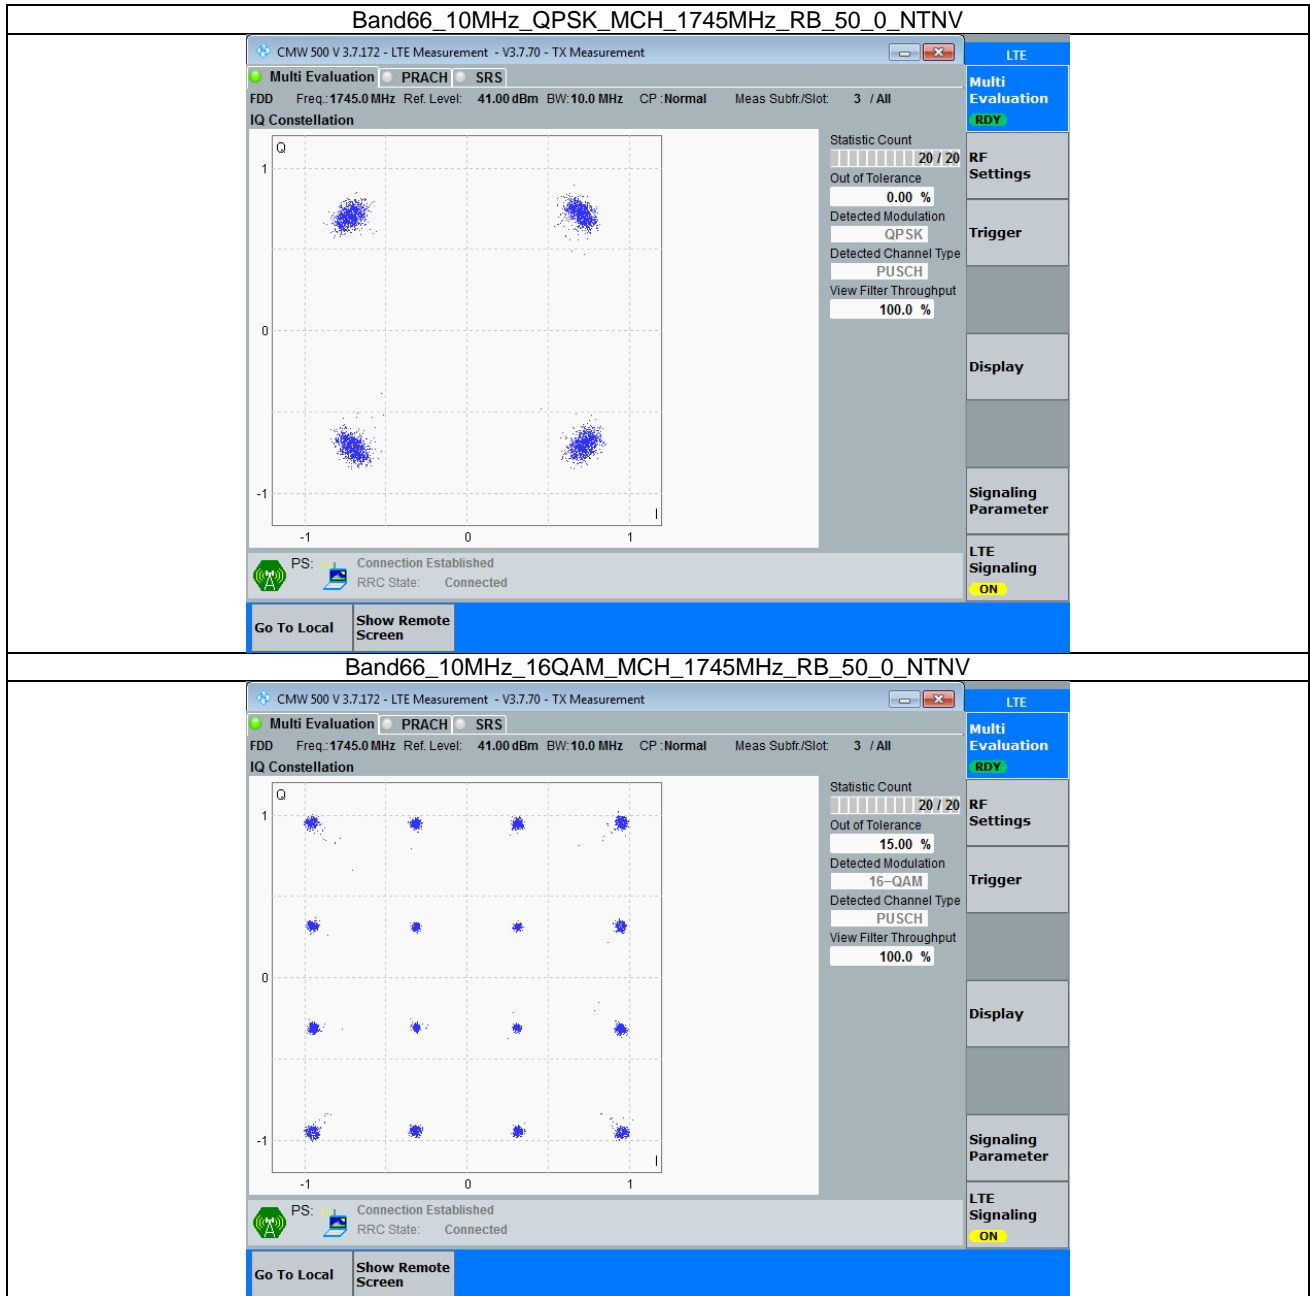 Band66_10MHz_QPSK_MCH_1745MHz_RB_50_0_NTNV
CMW 500 V 3.7.172 - LTE Measurement - V3.7.70 - TX Measurement
LTE
Multi Evaluation PRACH SRS
Multi
Evaluation
RDY
FDD Freq.: 1745.0 MHz Ref. Level: 41.00 dBm BW: 10.0 MHz CP : Normal Meas Subfr./Slot: 3 / All
IQ Constellation
Q
1
0
-1
-1 0 1
I
Statistic Count
20 / 20
Out of Tolerance
0.00 %
Detected Modulation
QPSK
Detected Channel Type
PUSCH
View Filter Throughput
100.0 %
RF
Settings
Trigger
Display
Signaling
Parameter
LTE
Signaling
ON
PS: Connection Established
RRC State: Connected
Go To Local
Show Remote
Screen
Band66_10MHz_16QAM_MCH_1745MHz_RB_50_0_NTNV
CMW 500 V 3.7.172 - LTE Measurement - V3.7.70 - TX Measurement
LTE
Multi Evaluation PRACH SRS
Multi
Evaluation
RDY
FDD Freq.: 1745.0 MHz Ref. Level: 41.00 dBm BW: 10.0 MHz CP : Normal Meas Subfr./Slot: 3 / All
IQ Constellation
Q
1
0
-1
-1 0 1
I
Statistic Count
20 / 20
Out of Tolerance
15.00 %
Detected Modulation
16-QAM
Detected Channel Type
PUSCH
View Filter Throughput
100.0 %
RF
Settings
Trigger
Display
Signaling
Parameter
LTE
Signaling
ON
PS: Connection Established
RRC State: Connected
Go To Local
Show Remote
Screen